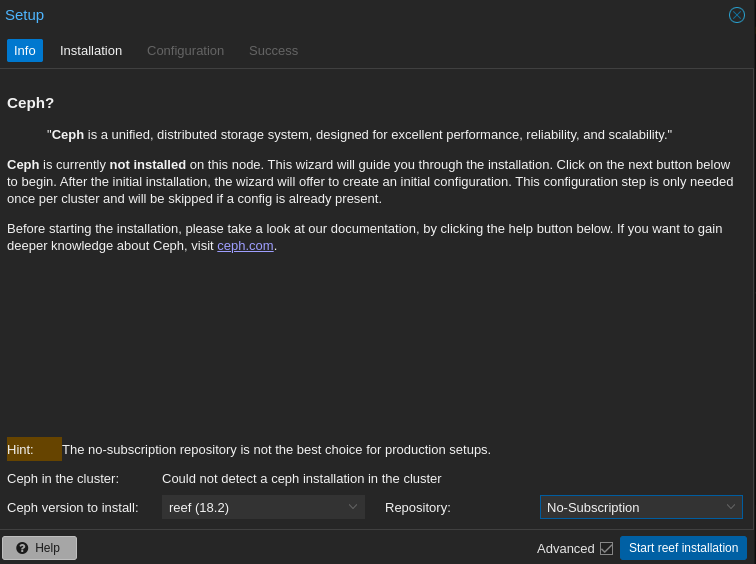 Setup
Info Installation Configuration Success
Ceph?
"Ceph is a unified, distributed storage system, designed for excellent performance, reliability, and scalability."
Ceph is currently not installed on this node. This wizard will guide you through the installation. Click on the next button below
to begin. After the initial installation, the wizard will offer to create an initial configuration. This configuration step is only needed
once per cluster and will be skipped if a config is already present.
Before starting the installation, please take a look at our documentation, by clicking the help button below. If you want to gain
deeper knowledge about Ceph, visit ceph.com.
Hint: The no-subscription repository is not the best choice for production setups.
Ceph in the cluster: Could not detect a ceph installation in the cluster
Ceph version to install: reef (18.2) Repository: No-Subscription
Help Advanced Start reef installation